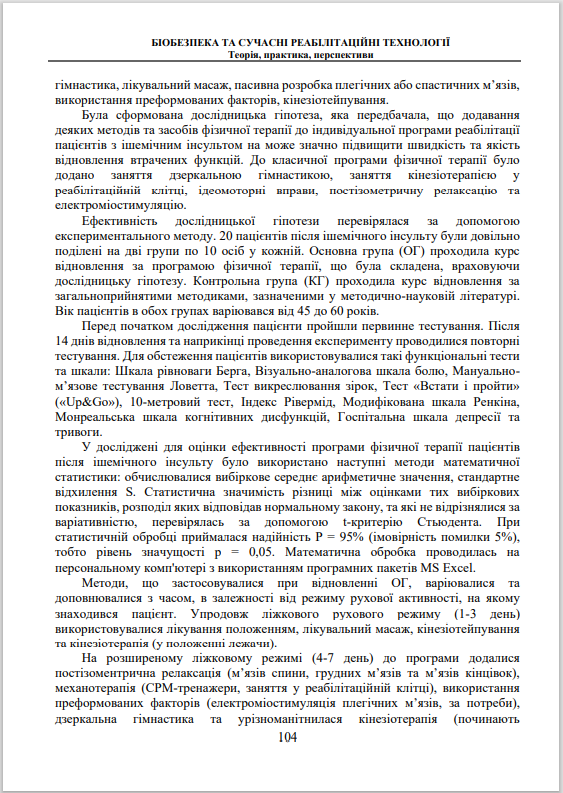 БІОБЕЗПЕКА ТА СУЧАСНІ РЕАБІЛІТАЦІЙНІ ТЕХНОЛОГІЇ
Теорія, практика, перспективи
гімнастика, лікувальний масаж, пасивна розробка плегічних або спастичних м’язів,
використання преформованих факторів, кінезіотейпування.
Була сформована дослідницька гіпотеза, яка передбачала, що додавання
деяких методів та засобів фізичної терапії до індивідуальної програми реабілітації
пацієнтів з ішемічним інсультом на може значно підвищити швидкість та якість
відновлення втрачених функцій. До класичної програми фізичної терапії було
додано заняття дзеркальною гімнастикою, заняття кінезіотерапією у
реабілітаційній клітці, ідеомоторні вправи, постізометричну релаксацію та
електроміостимуляцію.
Ефективність дослідницької гіпотези перевірялася за допомогою
експериментального методу. 20 пацієнтів після ішемічного інсульту були довільно
поділені на дві групи по 10 осіб у кожній. Основна група (ОГ) проходила курс
відновлення за програмою фізичної терапії, що була складена, враховуючи
дослідницьку гіпотезу. Контрольна група (КГ) проходила курс відновлення за
загальноприйнятими методиками, зазначеними у методично-науковій літературі.
Вік пацієнтів в обох групах варіювався від 45 до 60 років.
Перед початком дослідження пацієнти пройшли первинне тестування. Після
14 днів відновлення та наприкінці проведення експерименту проводилися повторні
тестування. Для обстеження пацієнтів використовувалися такі функціональні тести
та шкали: Шкала рівноваги Берга, Візуально-аналогова шкала болю, Мануально-
м’язове тестування Ловетта, Тест викреслювання зірок, Тест «Встати і пройти»
(«Up&Go»), 10-метровий тест, Індекс Рівермід, Модифікована шкала Ренкіна,
Монреальська шкала когнітивних дисфункцій, Госпітальна шкала депресії та
тривоги.
У досліджені для оцінки ефективності програми фізичної терапії пацієнтів
після ішемічного інсульту було використано наступні методи математичної
статистики: обчислювалися вибіркове середнє арифметичне значення, стандартне
відхилення S. Статистична значимість різниці між оцінками тих вибіркових
показників, розподіл яких відповідав нормальному закону, та які не відрізнялися за
варіативністю, перевірялась за допомогою t-критерію Стьюдента. При
статистичній обробці приймалася надійність Р = 95% (імовірність помилки 5%),
тобто рівень значущості р = 0,05. Математична обробка проводилась на
персональному комп'ютері з використанням програмних пакетів MS Excel.
Методи, що застосовувалися при відновленні ОГ, варіювалися та
доповнювалися з часом, в залежності від режиму рухової активності, на якому
знаходився пацієнт. Упродовж ліжкового рухового режиму (1-3 день)
використовувалися лікування положенням, лікувальний масаж, кінезіотейпування
та кінезіотерапія (у положенні лежачи).
На розширеному ліжковому режимі (4-7 день) до програми додалися
постізоментрична релаксація (м’язів спини, грудних м’язів та м’язів кінцівок),
механотерапія (CPM-тренажери, заняття у реабілітаційній клітці), використання
преформованих факторів (електроміостимуляція плегічних м’язів, за потреби),
дзеркальна гімнастика та урізноманітнилася кінезіотерапія (починають
104